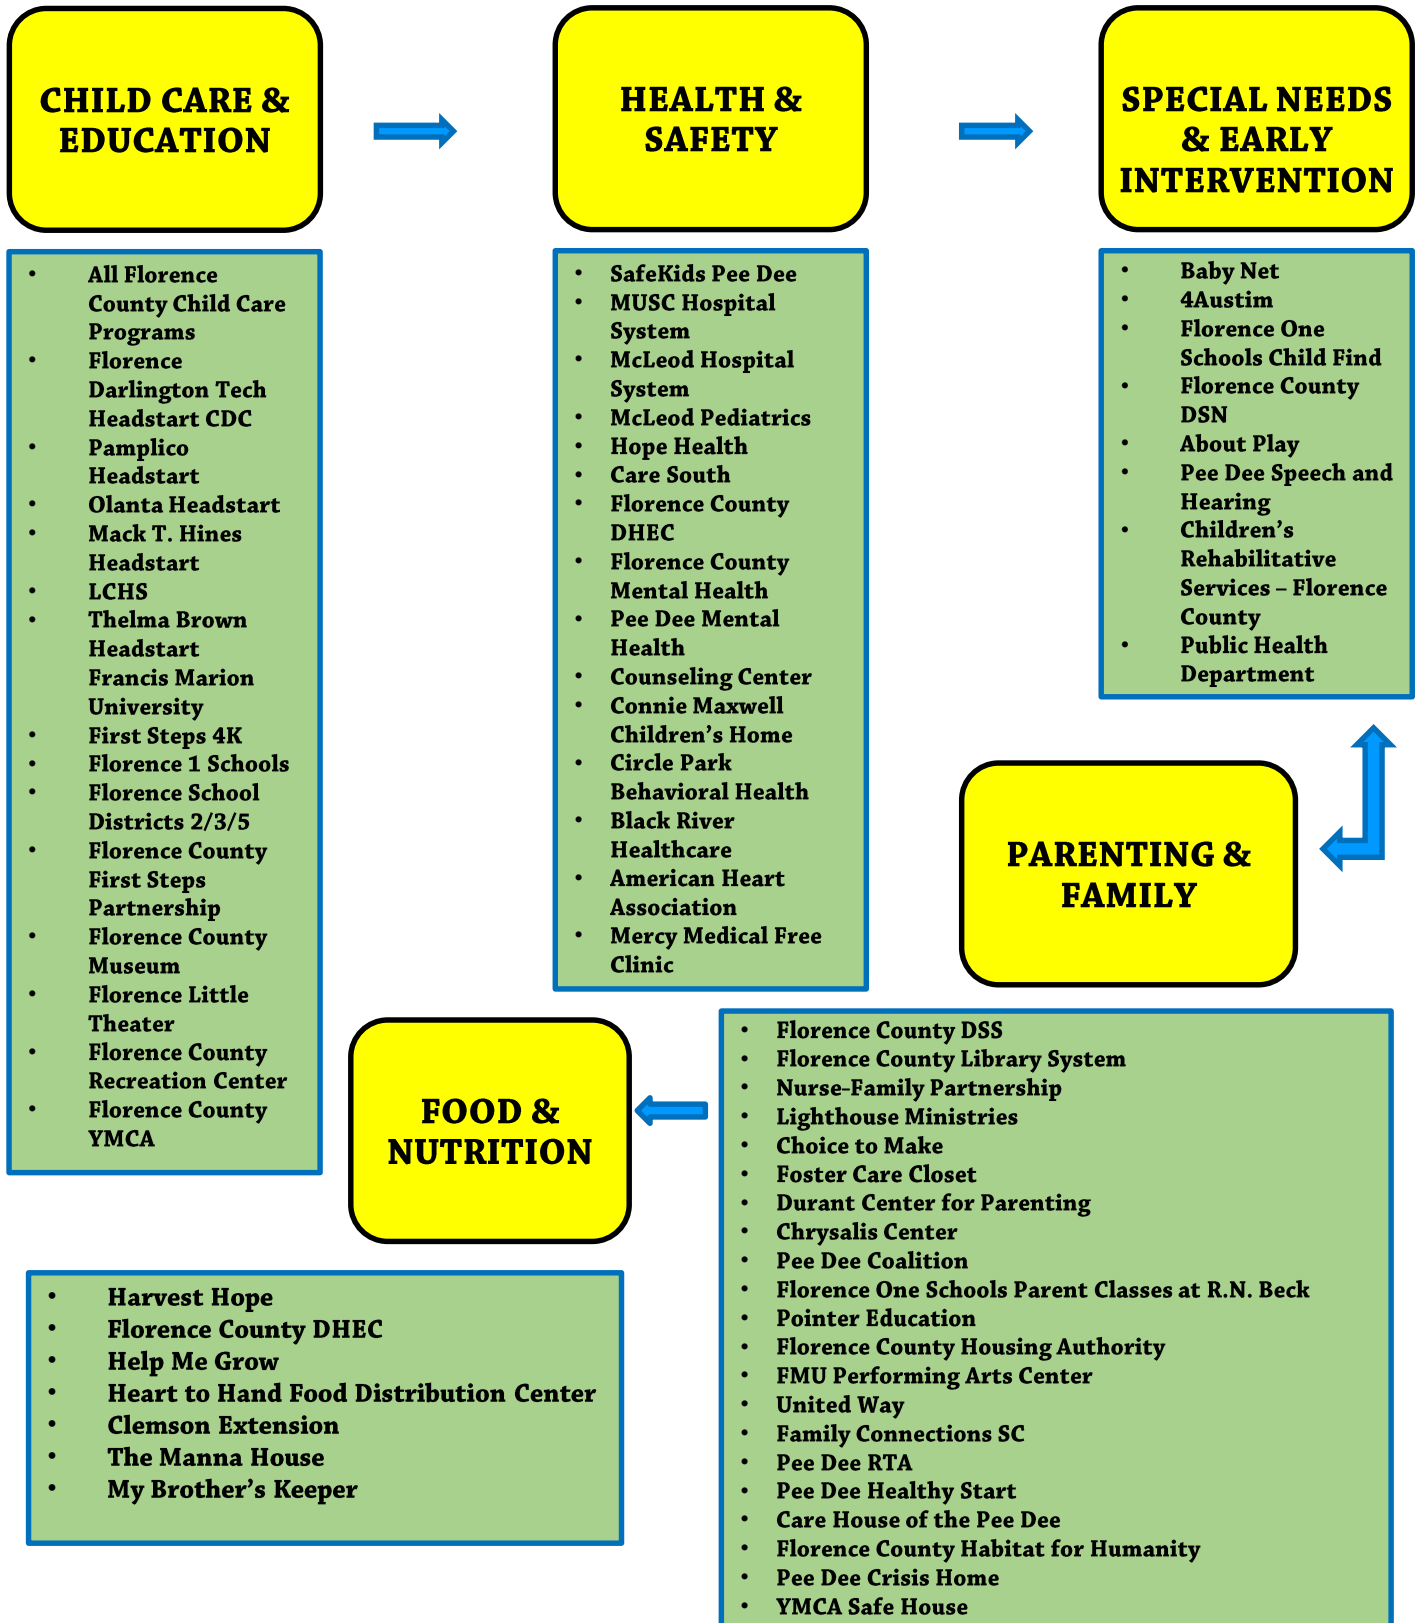 CHILD CARE &
EDUCATION
• All Florence
County Child Care
Programs
• Florence
Darlington Tech
Headstart CDC
• Pamplico
Headstart
• Olanta Headstart
• Mack T. Hines
Headstart
• LCHS
• Thelma Brown
Headstart
Francis Marion
University
• First Steps 4K
• Florence 1 Schools
• Florence School
Districts 2/3/5
• Florence County
First Steps
Partnership
• Florence County
Museum
• Florence Little
Theater
• Florence County
Recreation Center
• Florence County
YMCA
HEALTH &
SAFETY
• SafeKids Pee Dee
• MUSC Hospital
System
• McLeod Hospital
System
• McLeod Pediatrics
• Hope Health
• Care South
• Florence County
DHEC
• Florence County
Mental Health
• Pee Dee Mental
Health
• Counseling Center
• Connie Maxwell
Children's Home
• Circle Park
Behavioral Health
• Black River
Healthcare
• American Heart
Association
• Mercy Medical Free
Clinic
SPECIAL NEEDS
& EARLY
INTERVENTION
• Baby Net
• 4Austim
• Florence One
Schools Child Find
• Florence County
DSN
• About Play
• Pee Dee Speech and
Hearing
• Children's
Rehabilitative
Services – Florence
County
• Public Health
Department
PARENTING &
FAMILY
• Florence County DSS
• Florence County Library System
• Nurse-Family Partnership
• Lighthouse Ministries
• Choice to Make
• Foster Care Closet
• Durant Center for Parenting
• Chrysalis Center
• Pee Dee Coalition
• Florence One Schools Parent Classes at R.N. Beck
• Pointer Education
• Florence County Housing Authority
• FMU Performing Arts Center
• United Way
• Family Connections SC
• Pee Dee RTA
• Pee Dee Healthy Start
• Care House of the Pee Dee
• Florence County Habitat for Humanity
• Pee Dee Crisis Home
• YMCA Safe House
FOOD &
NUTRITION
• Harvest Hope
• Florence County DHEC
• Help Me Grow
• Heart to Hand Food Distribution Center
• Clemson Extension
• The Manna House
• My Brother's Keeper